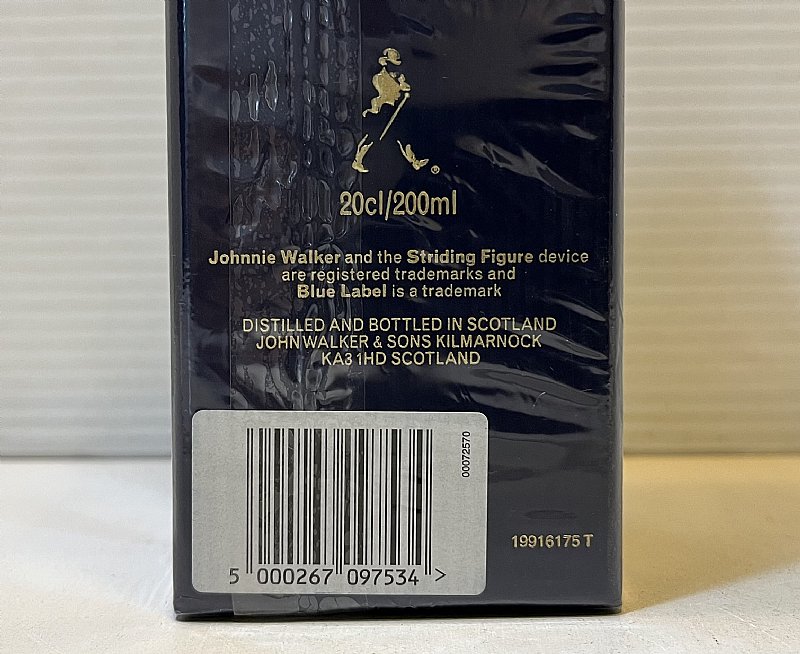 ®
20cl/200ml
Johnnie Walker and the Striding Figure device
are registered trademarks and
Blue Label is a trademark
DISTILLED AND BOTTLED IN SCOTLAND
JOHN WALKER & SONS KILMARNOCK
KA3 1HD SCOTLAND
00072570
5 000267 097534 >
19916175 T